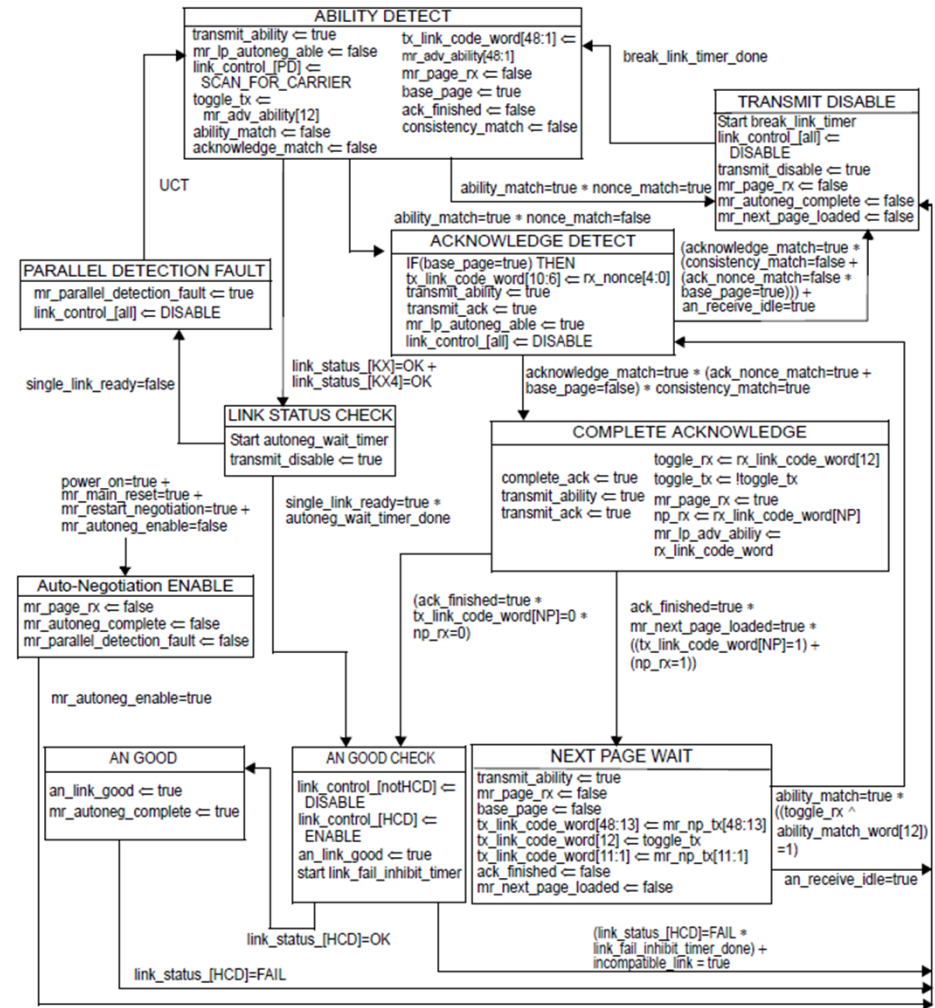 ABILITY DETECT
transmit_ability ⇐ true
mr_lp_autoneg_able ⇐ false
link_control_[PD] ⇐
SCAN_FOR_CARRIER
toggle_tx ⇐
mr_adv_ability[12]
ability_match ⇐ false
acknowledge_match ⇐ false
tx_link_code_word[48:1] ⇐
mr_adv_ability[48:1]
mr_page_rx ⇐ false
base_page ⇐ true
ack_finished ⇐ false
consistency_match ⇐ false
break_link_timer_done
TRANSMIT DISABLE
Start break_link_timer
link_control_[all] ⇐
DISABLE
transmit_disable ⇐ true
mr_page_rx ⇐ false
mr_autoneg_complete ⇐ false
mr_next_page_loaded ⇐ false
UCT
ability_match=true * nonce_match=true
ability_match=true * nonce_match=false
ACKNOWLEDGE DETECT
IF(base_page=true) THEN
tx_link_code_word[10:6] ⇐ rx_nonce[4:0]
transmit_ability ⇐ true
transmit_ack ⇐ true
mr_lp_autoneg_able ⇐ true
link_control_[all] ⇐ DISABLE
(acknowledge_match=true *
(consistency_match=false +
(ack_nonce_match=false *
base_page=true))) +
an_receive_idle=true
PARALLEL DETECTION FAULT
mr_parallel_detection_fault ⇐ true
link_control_[all] ⇐ DISABLE
single_link_ready=false
link_status_[KX]=OK +
link_status_[KX4]=OK
acknowledge_match=true * (ack_nonce_match=true +
base_page=false) * consistency_match=true
LINK STATUS CHECK
Start autoneg_wait_timer
transmit_disable ⇐ true
COMPLETE ACKNOWLEDGE
complete_ack ⇐ true
transmit_ability ⇐ true
transmit_ack ⇐ true
toggle_rx ⇐ rx_link_code_word[12]
toggle_tx ⇐ !toggle_tx
mr_page_rx ⇐ true
np_rx ⇐ rx_link_code_word[NP]
mr_lp_adv_abiliy ⇐
rx_link_code_word
power_on=true +
mr_main_reset=true +
mr_restart_negotiation=true +
mr_autoneg_enable=false
single_link_ready=true *
autoneg_wait_timer_done
Auto-Negotiation ENABLE
mr_page_rx ⇐ false
mr_autoneg_complete ⇐ false
mr_parallel_detection_fault ⇐ false
(ack_finished=true *
tx_link_code_word[NP]=0 *
np_rx=0)
ack_finished=true *
mr_next_page_loaded=true *
((tx_link_code_word[NP]=1) +
(np_rx=1))
mr_autoneg_enable=true
AN GOOD
an_link_good ⇐ true
mr_autoneg_complete ⇐ true
AN GOOD CHECK
link_control_[notHCD] ⇐
DISABLE
link_control_[HCD] ⇐
ENABLE
an_link_good ⇐ true
start link_fail_inhibit_timer
NEXT PAGE WAIT
transmit_ability ⇐ true
mr_page_rx ⇐ false
base_page ⇐ false
tx_link_code_word[48:13] ⇐ mr_np_tx[48:13]
tx_link_code_word[12] ⇐ toggle_tx
tx_link_code_word[11:1] ⇐ mr_np_tx[11:1]
ack_finished ⇐ false
mr_next_page_loaded ⇐ false
ability_match=true *
((toggle_rx ^
ability_match_word[12])
=1)
an_receive_idle=true
link_status_[HCD]=OK
(link_status_[HCD]=FAIL *
link_fail_inhibit_timer_done) +
incompatible_link = true
link_status_[HCD]=FAIL